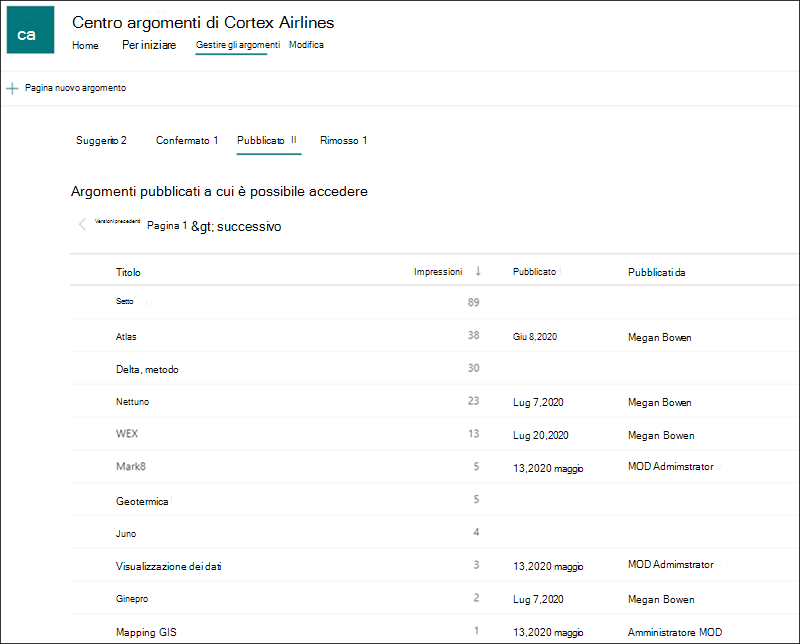 ca
Centro argomenti di Cortex Airlines
Home Per iniziare Gestire gli argomenti Modifica
+ Pagina nuovo argomento
Suggerito 2 Confermato 1 Pubblicato II Rimosso 1
Argomenti pubblicati a cui è possibile accedere
Versioni precedenti Pagina 1 &gt; successivo
Titolo Impressioni ↓ Pubblicato Pubblicati da
Setto 89
Atlas 38 Giu 8,2020 Megan Bowen
Delta, metodo 30
Nettuno 23 Lug 7,2020 Megan Bowen
WEX 13 Lug 20,2020 Megan Bowen
Mark8 5 13,2020 maggio MOD Admimstrator
Geotermica 5
Juno 4
Visualizzazione dei dati 3 13,2020 maggio MOD Admimstrator
Ginepro 2 Lug 7,2020 Megan Bowen
Mapping GIS 1 13,2020 maggio Amministratore MOD